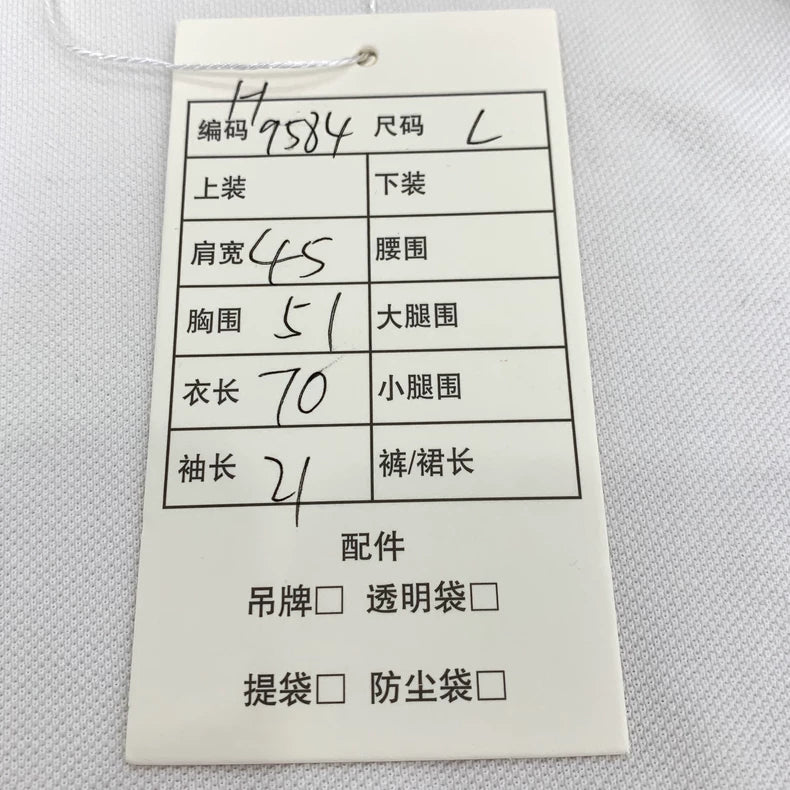 编码 H9584 尺码 L
上装 下装
肩宽 45 腰围
胸围 51 大腿围
衣长 70 小腿围
袖长 21 裤/裙长
配件
吊牌□ 透明袋□
提袋□ 防尘袋□